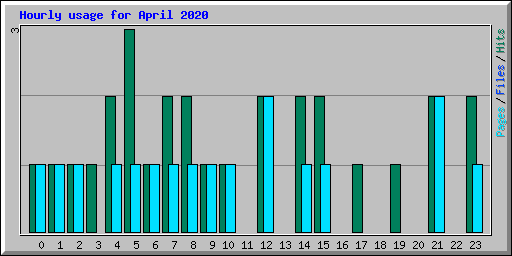 Hourly usage for April 2020
3
Pages/Files/Hits
0 1 2 3 4 5 6 7 8 9 10 11 12 13 14 15 16 17 18 19 20 21 22 23